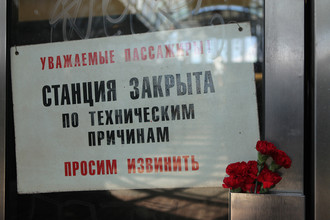 УВАЖАЕМЫЕ ПАССАЖИРЫ
СТАНЦИЯ ЗАКРЫТА
ПО ТЕХНИЧЕСКИМ
ПРИЧИНАМ
ПРОСИМ ИЗВИНИТЬ